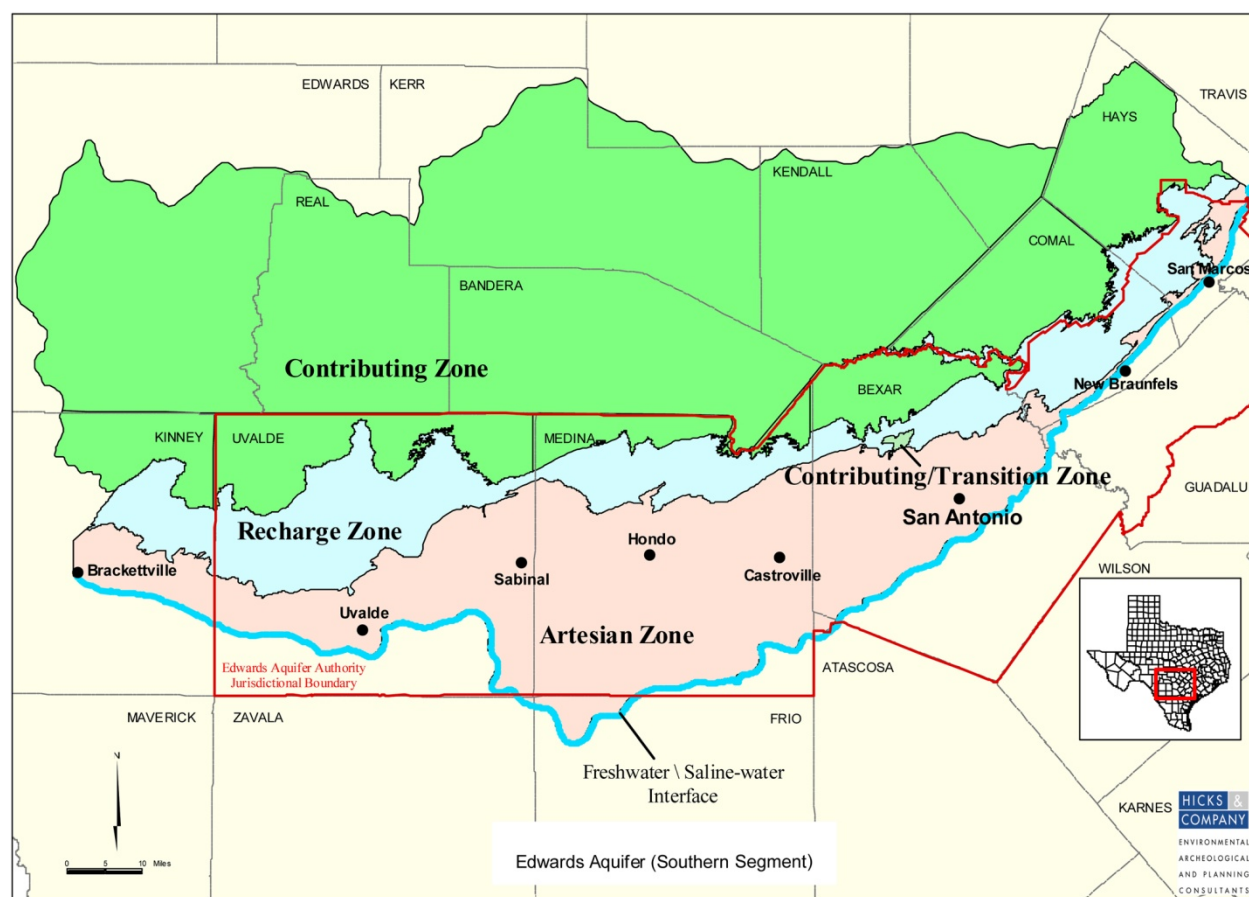 TRAVIS
HAYS
EDWARDS
KERR
KENDALL
REAL
COMAL
San Marcos
BANDERA
Contributing Zone
BEXAR
New Braunfels
KINNEY
UVALDE
MEDINA
Contributing/Transition Zone
GUADALU
San Antonio
Recharge Zone
Hondo
Castroville
Sabinal
Brackettville
WILSON
Uvalde
Artesian Zone
Edwards Aquifer Authority
Jurisdictional Boundary
ATASCOSA
MAVERICK
ZAVALA
FRIO
Freshwater \ Saline-water
Interface
N
0 5 10 Miles
Edwards Aquifer (Southern Segment)
KARNES
HICKS &
COMPANY
ENVIRONMENTAL
ARCHEOLOGICAL
AND PLANNING
CONSULTANTS